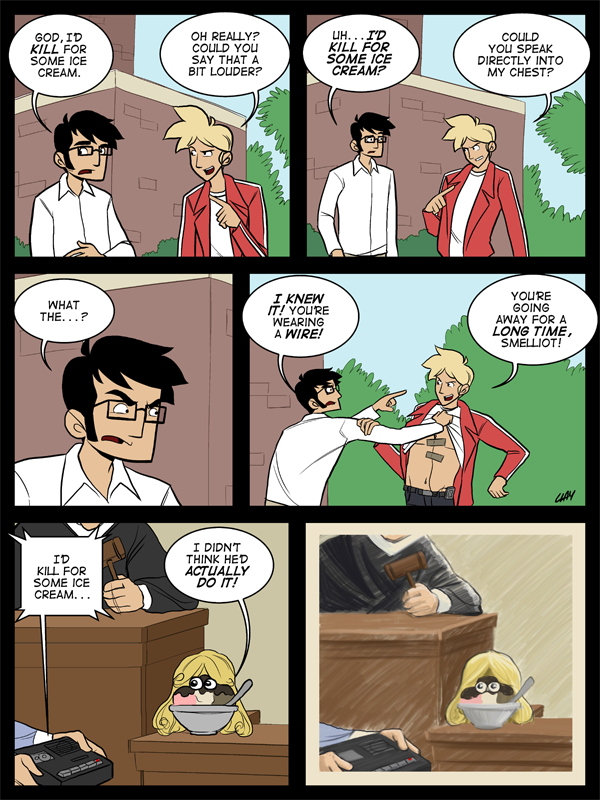 GOD, I'D
KILL FOR
SOME ICE
CREAM.
OH REALLY?
COULD YOU
SAY THAT A
BIT LOUDER?
UH...I'D
KILL FOR
SOME ICE
CREAM?
COULD
YOU SPEAK
DIRECTLY INTO
MY CHEST?
WHAT
THE...?
I KNEW
IT! YOU'RE
WEARING
A WIRE!
YOU'RE
GOING
AWAY FOR A
LONG TIME,
SMELLIOT!
CLAY
I'D
KILL FOR
SOME ICE
CREAM...
I DIDN'T
THINK HE'D
ACTUALLY
DO IT!